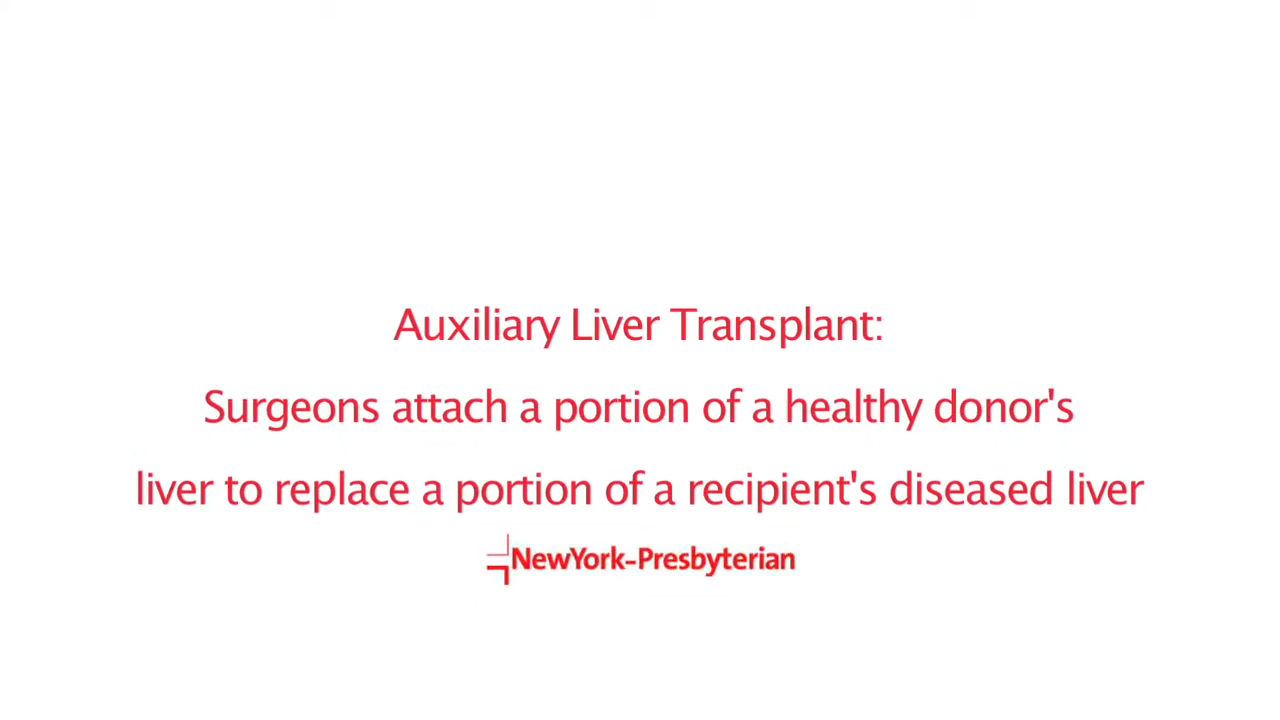 Auxiliary Liver Transplant:
Surgeons attach a portion of a healthy donor's
liver to replace a portion of a recipient's diseased liver
NewYork-Presbyterian